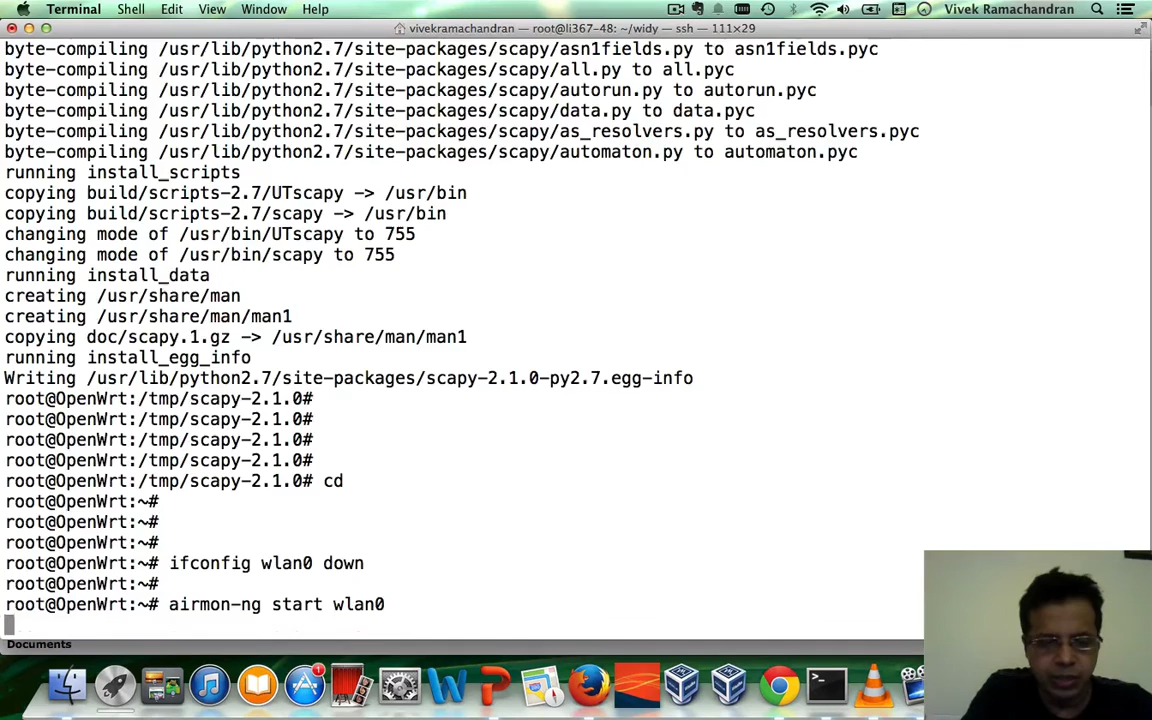 Terminal Shell Edit View Window Help Vivek Ramachandran
vivekramachandran — root@li367-48: ~/widy — ssh — 111×29
byte-compiling /usr/lib/python2.7/site-packages/scapy/asn1fields.py to asn1fields.pyc
byte-compiling /usr/lib/python2.7/site-packages/scapy/all.py to all.pyc
byte-compiling /usr/lib/python2.7/site-packages/scapy/autorun.py to autorun.pyc
byte-compiling /usr/lib/python2.7/site-packages/scapy/data.py to data.pyc
byte-compiling /usr/lib/python2.7/site-packages/scapy/as_resolvers.py to as_resolvers.pyc
byte-compiling /usr/lib/python2.7/site-packages/scapy/automaton.py to automaton.pyc
running install_scripts
copying build/scripts-2.7/UTscapy -> /usr/bin
copying build/scripts-2.7/scapy -> /usr/bin
changing mode of /usr/bin/UTscapy to 755
changing mode of /usr/bin/scapy to 755
running install_data
creating /usr/share/man
creating /usr/share/man/man1
copying doc/scapy.1.gz -> /usr/share/man/man1
running install_egg_info
Writing /usr/lib/python2.7/site-packages/scapy-2.1.0-py2.7.egg-info
root@OpenWrt:/tmp/scapy-2.1.0#
root@OpenWrt:/tmp/scapy-2.1.0#
root@OpenWrt:/tmp/scapy-2.1.0#
root@OpenWrt:/tmp/scapy-2.1.0#
root@OpenWrt:/tmp/scapy-2.1.0# cd
root@OpenWrt:~#
root@OpenWrt:~#
root@OpenWrt:~#
root@OpenWrt:~# ifconfig wlan0 down
root@OpenWrt:~#
root@OpenWrt:~# airmon-ng start wlan0
Documents
1